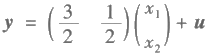 y = ( 3/2 1/2 ) ( x₁ x₂ ) + u